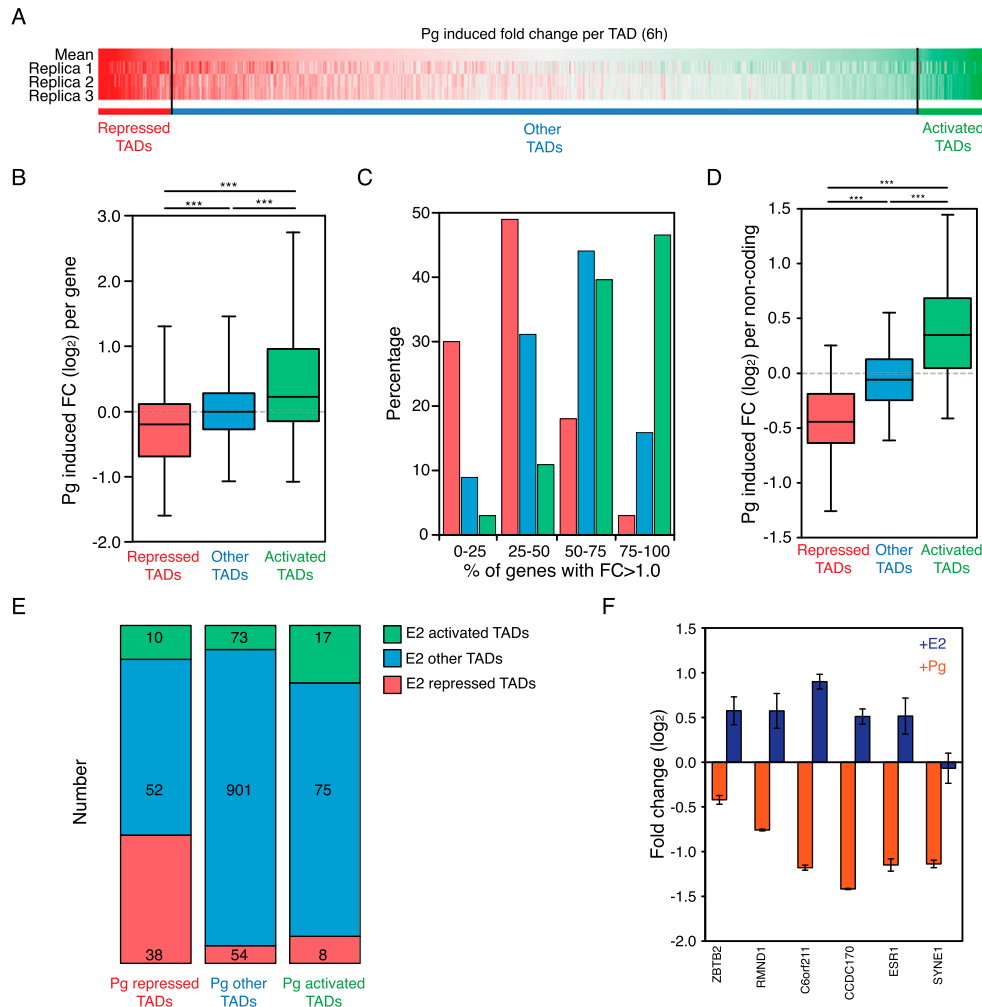 A
Pg induced fold change per TAD (6h)
Mean
Replica 1
Replica 2
Replica 3
Repressed TADs
Other TADs
Activated TADs
B
***
***
***
3.0
2.0
1.0
0.0
-1.0
-2.0
Pg induced FC (log2) per gene
Repressed TADs
Other TADs
Activated TADs
C
50
40
30
20
10
0
Percentage
0-25
25-50
50-75
75-100
% of genes with FC>1.0
D
***
***
***
1.5
1.0
0.5
0.0
-0.5
-1.0
-1.5
Pg induced FC (log2) per non-coding
Repressed TADs
Other TADs
Activated TADs
E
Number
10
73
17
52
901
75
38
54
8
Pg repressed TADs
Pg other TADs
Pg activated TADs
E2 activated TADs
E2 other TADs
E2 repressed TADs
F
+E2
+Pg
1.5
1.0
0.5
0.0
-0.5
-1.0
-1.5
-2.0
Fold change (log2)
ZBTB2
RMND1
C6orf211
CCDC170
ESR1
SYNE1